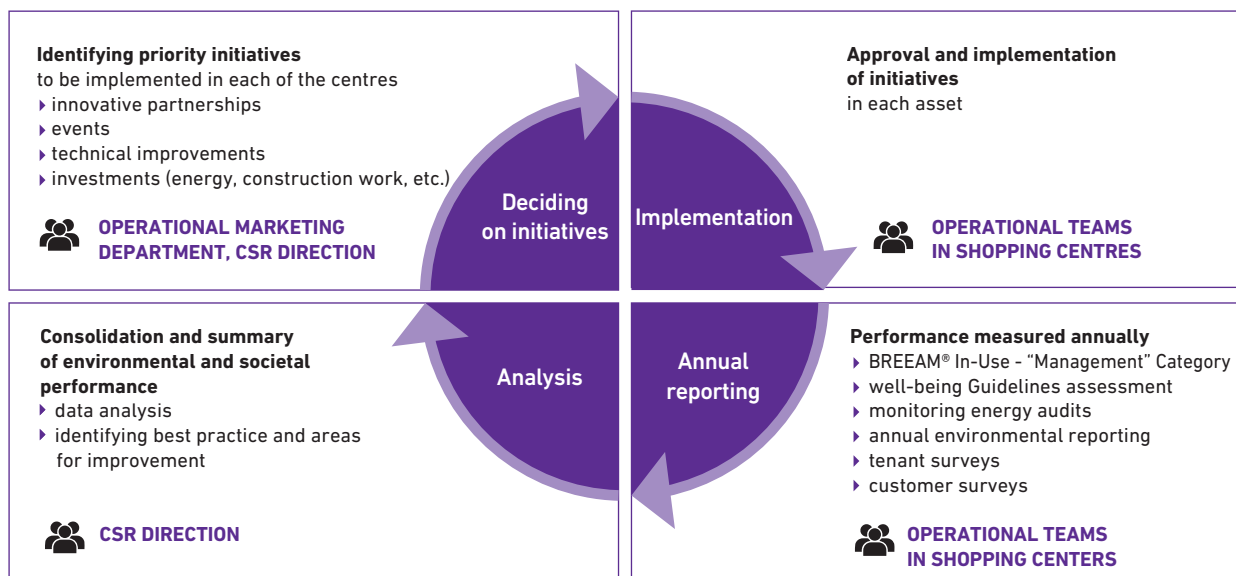 Identifying priority initiatives
to be implemented in each of the centres
innovative partnerships
events
technical improvements
investments (energy, construction work, etc.)
OPERATIONAL MARKETING
DEPARTMENT, CSR DIRECTION
Deciding
on initiatives
Approval and implementation
of initiatives
in each asset
OPERATIONAL TEAMS
IN SHOPPING CENTRES
Implementation
Consolidation and summary
of environmental and societal
performance
data analysis
identifying best practice and areas
for improvement
CSR DIRECTION
Analysis
Annual
reporting
Performance measured annually
BREEAM® In-Use - “Management” Category
well-being Guidelines assessment
monitoring energy audits
annual environmental reporting
tenant surveys
customer surveys
OPERATIONAL TEAMS
IN SHOPPING CENTERS